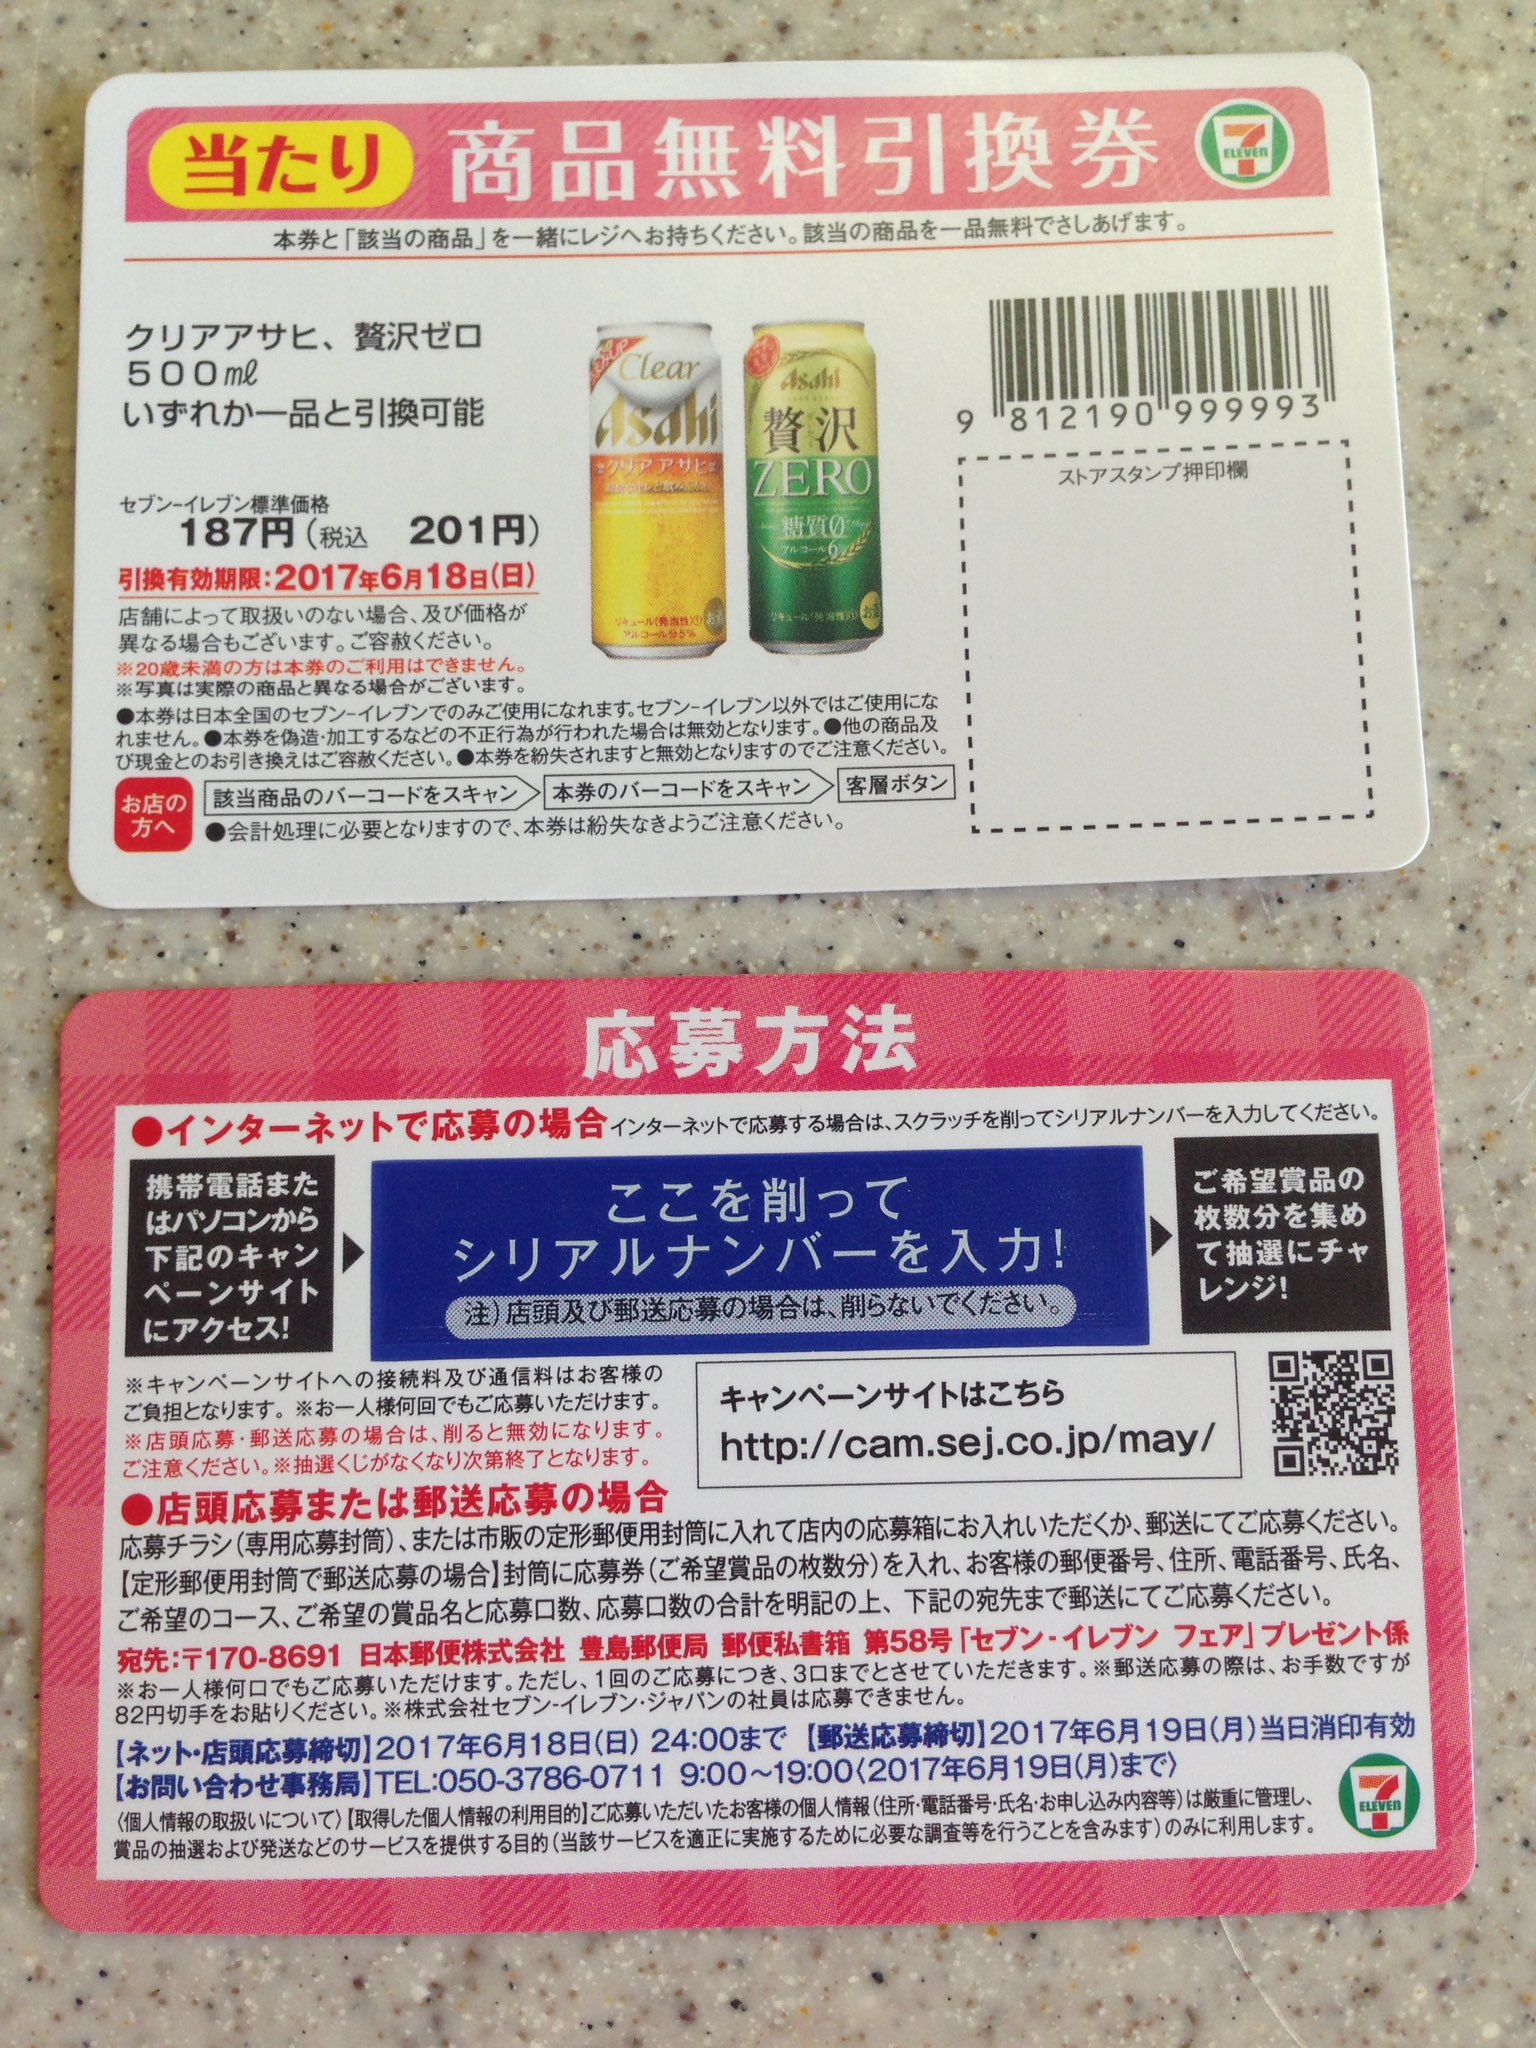 当たり 商品無料引換券
7
ELEVEn
本券と「該当の商品」を一緒にレジへお持ちください。該当の商品を一品無料でさしあげます。
クリアアサヒ、贅沢ゼロ
500㎖
いずれか一品と引換可能
セブン-イレブン標準価格
187円(税込 201円)
引換有効期限:2017年6月18日(日)
店舗によって取扱いのない場合、及び価格が
異なる場合もございます。ご容赦ください。
※20歳未満の方は本券のご利用はできません。
※写真は実際の商品と異なる場合がございます。
Clear
Asahi
クリア アサヒ
リキュール(発泡性)①
アルコール分5%
Asahi
贅沢
ZERO
糖質0
アルコール6
リキュール(発泡性)①
9 812190 999993
ストアスタンプ押印欄
●本券は日本全国のセブン-イレブンでのみご使用になれます。セブン-イレブン以外ではご使用にな
れません。●本券を偽造・加工するなどの不正行為が行われた場合は無効となります。●他の商品及
び現金とのお引き換えはご容赦ください。●本券を紛失されますと無効となりますのでご注意ください。
お店の
方へ
該当商品のバーコードをスキャン 本券のバーコードをスキャン 客層ボタン
●会計処理に必要となりますので、本券は紛失なきようご注意ください。
応募方法
●インターネットで応募の場合 インターネットで応募する場合は、スクラッチを削ってシリアルナンバーを入力してください。
携帯電話また
はパソコンから
下記のキャン
ペーンサイト
にアクセス!
ここを削って
シリアルナンバーを入力!
注)店頭及び郵送応募の場合は、削らないでください。
ご希望賞品の
枚数分を集め
て抽選にチャ
レンジ!
※キャンペーンサイトへの接続料及び通信料はお客様の
ご負担となります。※お一人様何回でもご応募いただけます。
※店頭応募・郵送応募の場合は、削ると無効になります。
ご注意ください。※抽選くじがなくなり次第終了となります。
キャンペーンサイトはこちら
http://cam.sej.co.jp/may/
●店頭応募または郵送応募の場合
応募チラシ(専用応募封筒)、または市販の定形郵便用封筒に入れて店内の応募箱にお入れいただくか、郵送にてご応募ください。
【定形郵便用封筒で郵送応募の場合】封筒に応募券(ご希望賞品の枚数分)を入れ、お客様の郵便番号、住所、電話番号、氏名、
ご希望のコース、ご希望の賞品名と応募口数、応募口数の合計を明記の上、下記の宛先まで郵送にてご応募ください。
宛先:〒170-8691 日本郵便株式会社 豊島郵便局 郵便私書箱 第58号「セブン-イレブン フェア」プレゼント係
※お一人様何口でもご応募いただけます。ただし、1回のご応募につき、3口までとさせていただきます。※郵送応募の際は、お手数ですが
82円切手をお貼りください。※株式会社セブン-イレブン・ジャパンの社員は応募できません。
【ネット・店頭応募締切】2017年6月18日(日) 24:00まで 【郵送応募締切】2017年6月19日(月)当日消印有効
【お問い合わせ事務局】TEL:050-3786-0711 9:00～19:00〈2017年6月19日(月)まで〉
〈個人情報の取扱いについて〉【取得した個人情報の利用目的】ご応募いただいたお客様の個人情報(住所・電話番号・氏名・お申し込み内容等)は厳重に管理し、
賞品の抽選および発送などのサービスを提供する目的(当該サービスを適正に実施するために必要な調査等を行うことを含みます)のみに利用します。
7
ELEVEn